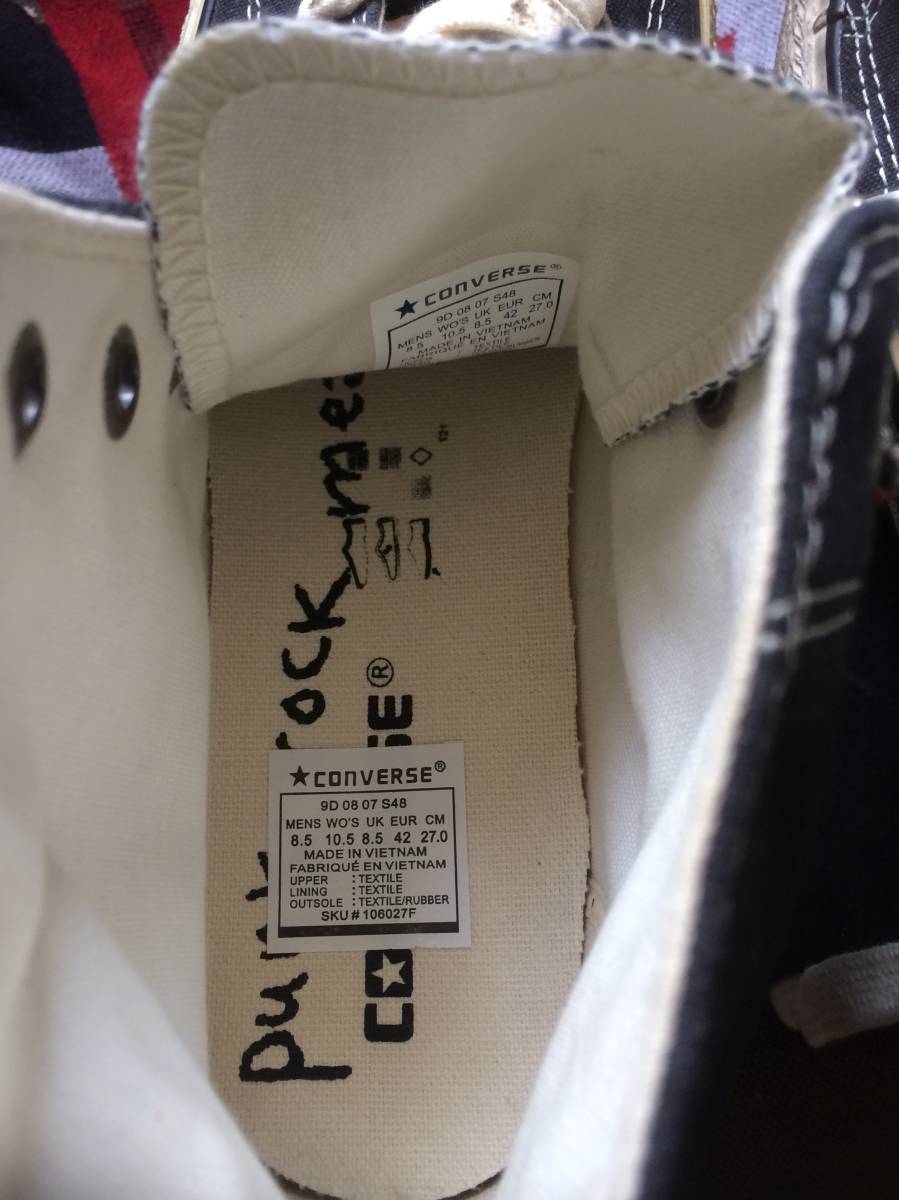 ★CONVERSE®
9D 08 07 S48
MENS WO'S UK EUR CM
8.5 10.5 8.5 42 27.0
MADE IN VIETNAM
FABRIQUÉ EN VIETNAM
TEXTILE
punk rock
®
121
★CONVERSE®
9D 08 07 S48
MENS WO'S UK EUR CM
8.5 10.5 8.5 42 27.0
MADE IN VIETNAM
FABRIQUÉ EN VIETNAM
UPPER : TEXTILE
LINING : TEXTILE
OUTSOLE : TEXTILE/RUBBER
SKU # 106027F